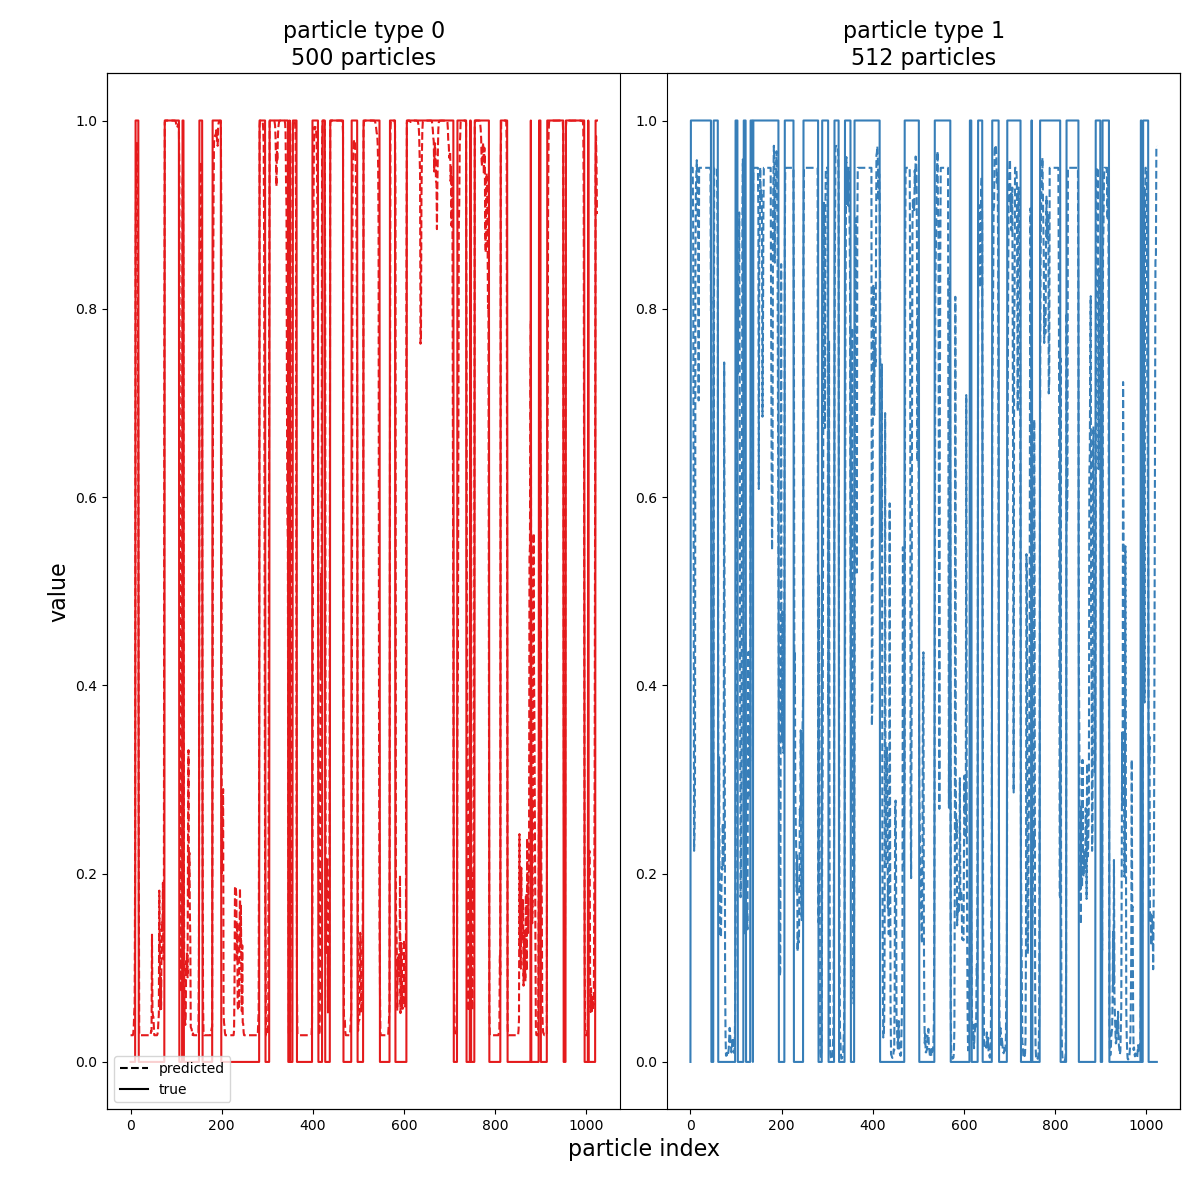 particle type 0
500 particles
particle type 1
512 particles
1.0
0.8
0.6
0.4
0.2
0.0
1.0
0.8
0.6
0.4
0.2
0.0
value
predicted
true
0 200 400 600 800 1000
0 200 400 600 800 1000
particle index